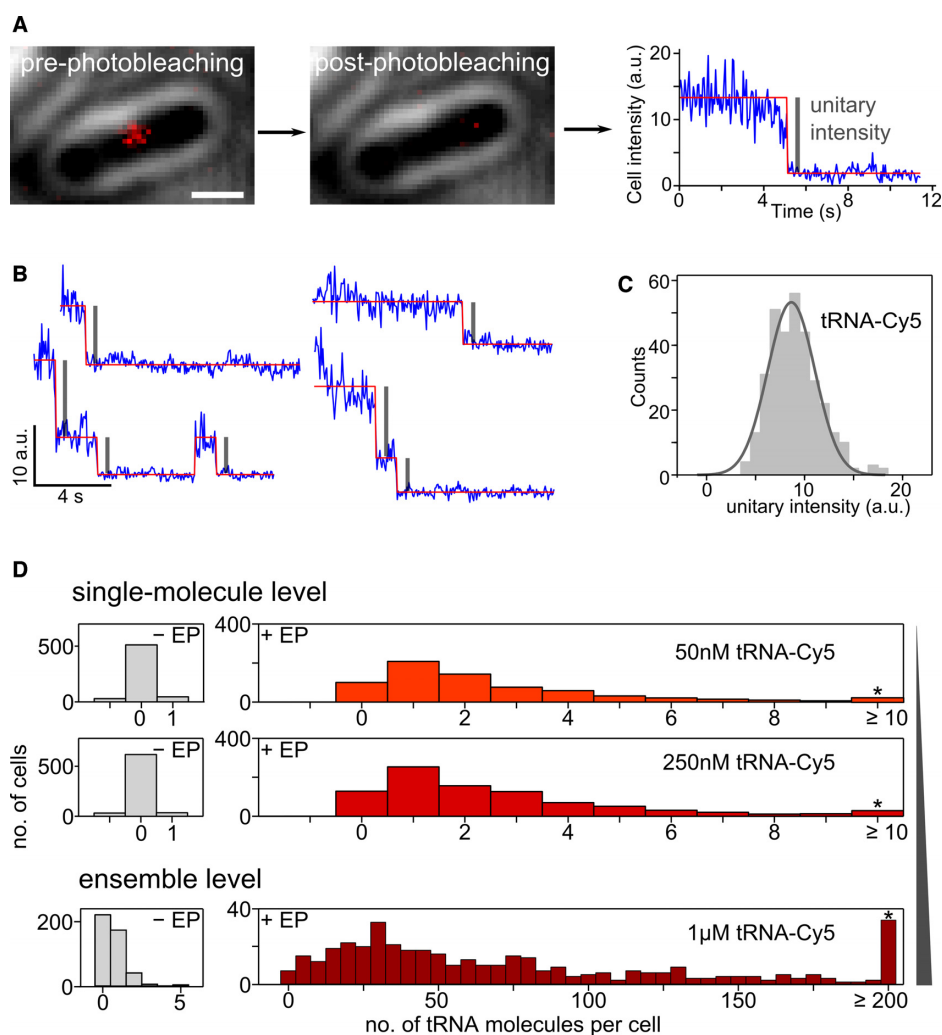 A
pre-photobleaching
post-photobleaching
Cell intensity (a.u.)
20
10
0
unitary
intensity
0 4 8 12
Time (s)
B
10 a.u.
4 s
C
60
40
20
0
Counts
tRNA-Cy5
0 10 20
unitary intensity (a.u.)
D
single-molecule level
500
0
− EP
0 1
400
0
+ EP
50nM tRNA-Cy5
*
0 2 4 6 8 ≥ 10
no. of cells
500
0
− EP
0 1
400
0
+ EP
250nM tRNA-Cy5
*
0 2 4 6 8 ≥ 10
ensemble level
200
0
− EP
0 5
40
0
+ EP
1µM tRNA-Cy5
*
0 50 100 150 ≥ 200
no. of tRNA molecules per cell